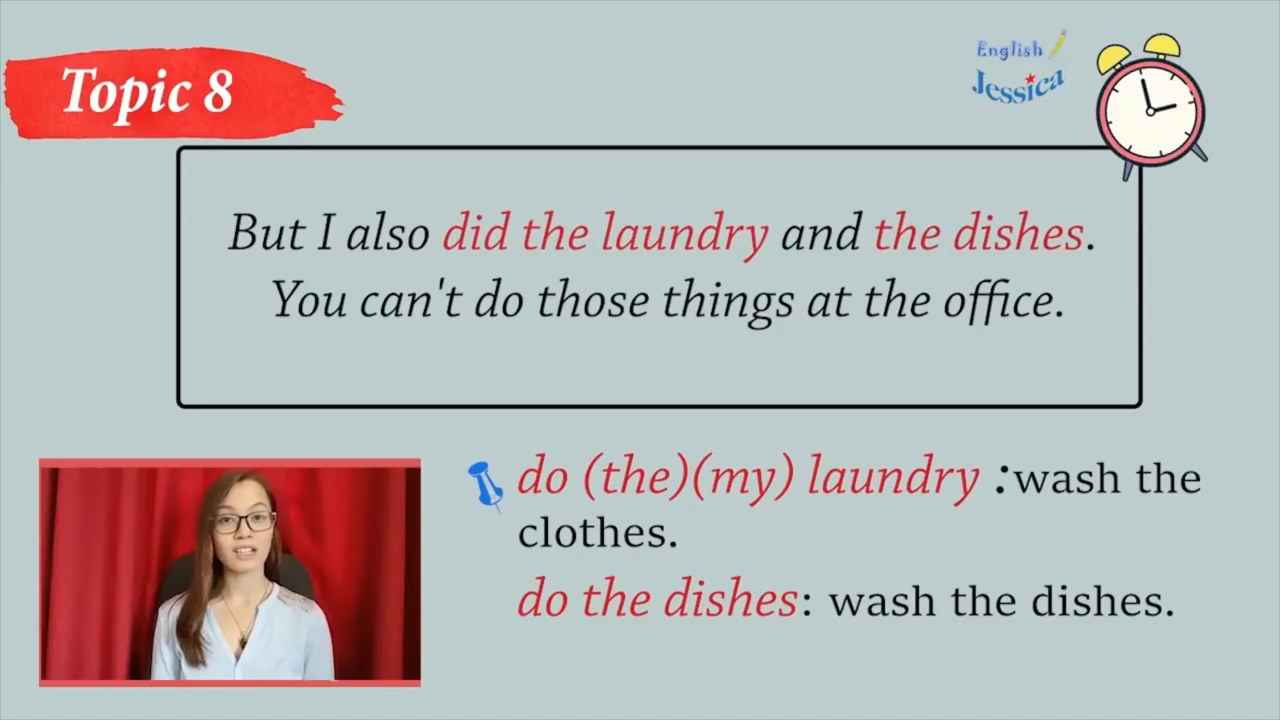 English
Jessica
Topic 8
But I also did the laundry and the dishes.
You can't do those things at the office.
do (the)(my) laundry :wash the
clothes.
do the dishes: wash the dishes.